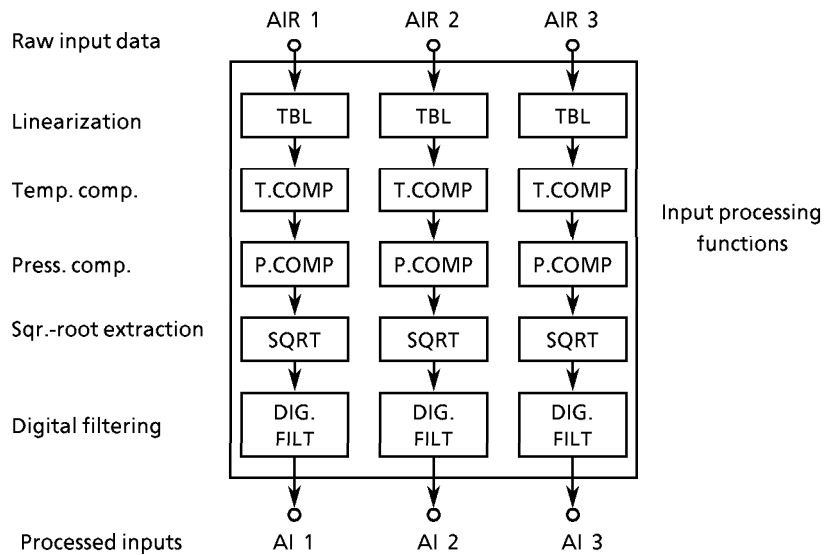 AIR 1 AIR 2 AIR 3
Raw input data
Linearization TBL TBL TBL
Temp. comp. T.COMP T.COMP T.COMP
Input processing
functions
Press. comp. P.COMP P.COMP P.COMP
Sqr.-root extraction SQRT SQRT SQRT
Digital filtering DIG. DIG. DIG.
FILT FILT FILT
Processed inputs AI 1 AI 2 AI 3